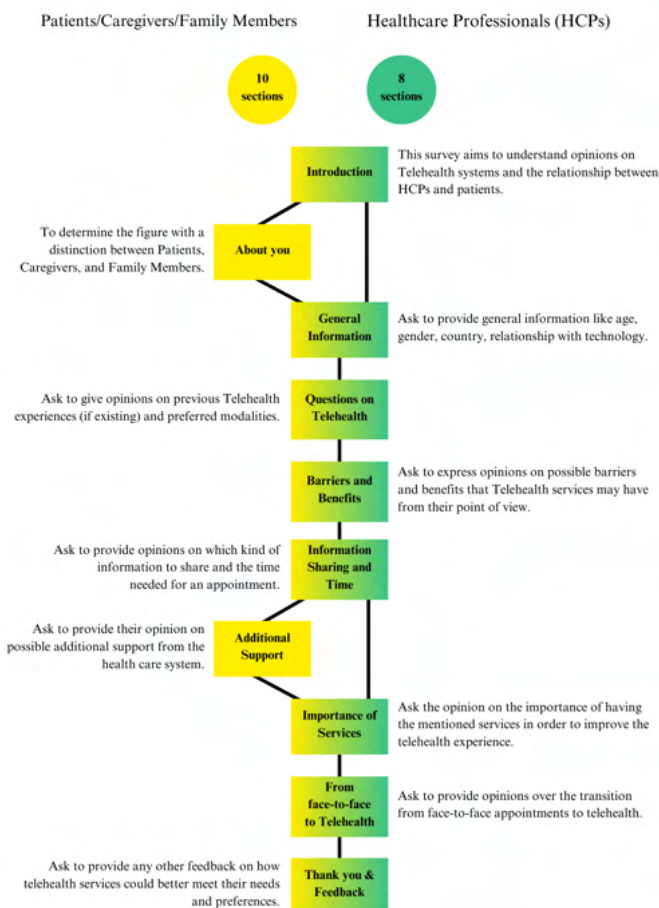 Patients/Caregivers/Family Members
Healthcare Professionals (HCPs)
10
sections
8
sections
Introduction
This survey aims to understand opinions on
Telehealth systems and the relationship between
HCPs and patients.
To determine the figure with a
distinction between Patients,
Caregivers, and Family Members.
About you
General
Information
Ask to provide general information like age,
gender, country, relationship with technology.
Ask to give opinions on previous Telehealth
experiences (if existing) and preferred modalities.
Questions on
Telehealth
Barriers and
Benefits
Ask to express opinions on possible barriers
and benefits that Telehealth services may have
from their point of view.
Ask to provide opinions on which kind of
information to share and the time
needed for an appointment.
Information
Sharing and
Time
Ask to provide their opinion on
possible additional support from the
health care system.
Additional
Support
Importance of
Services
Ask the opinion on the importance of having
the mentioned services in order to improve the
telehealth experience.
From
face-to-face
to Telehealth
Ask to provide opinions over the transition
from face-to-face appointments to telehealth.
Ask to provide any other feedback on how
telehealth services could better meet their needs
and preferences.
Thank you &
Feedback